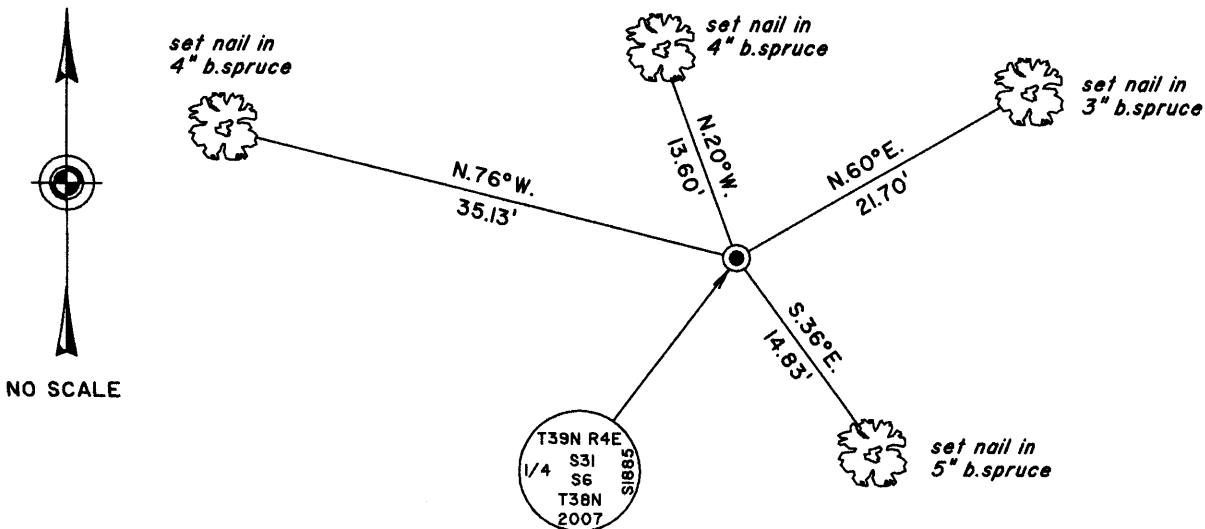 set nail in
4" b.spruce
set nail in
4" b.spruce
set nail in
3" b.spruce
N.76°W.
35.13'
N.20°W.
13.60'
N.60°E.
21.70'
S.36°E.
14.83'
NO SCALE
T39N R4E
1/4 S31
S6
T38N
2007
S1885
set nail in
5" b.spruce